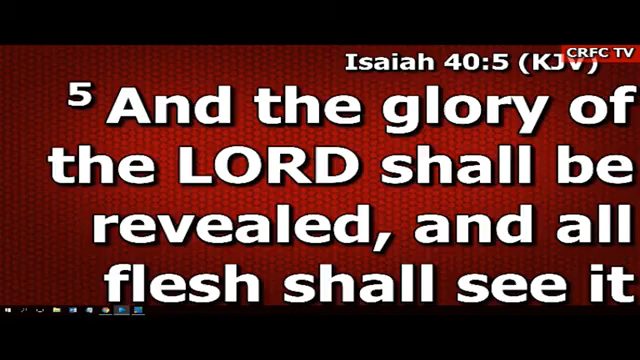 CRFC TV
Isaiah 40:5 (KJV)
5 And the glory of
the LORD shall be
revealed, and all
flesh shall see it